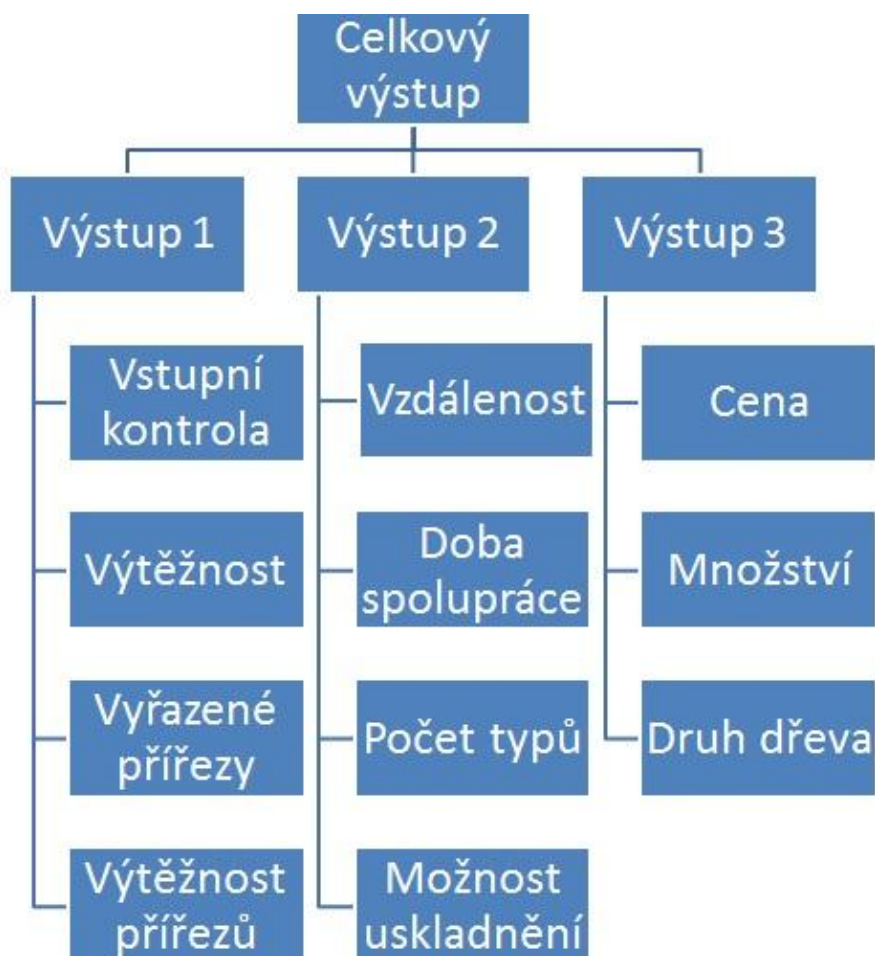 Celkový
výstup
Výstup 1
Výstup 2
Výstup 3
Vstupní
kontrola
Výtěžnost
Vyřazené
přířezy
Výtěžnost
přířezů
Vzdálenost
Doba
spolupráce
Počet typů
Možnost
uskladnění
Cena
Množství
Druh dřeva